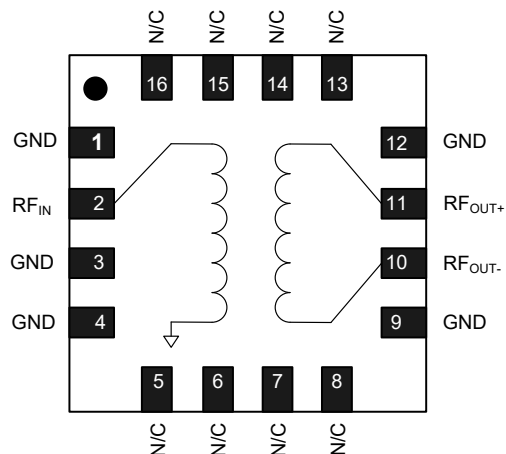 N/C N/C N/C N/C
16 15 14 13
GND 1 12 GND
RFIN 2 11 RFOUT+
GND 3 10 RFOUT-
GND 4 9 GND
5 6 7 8
N/C N/C N/C N/C